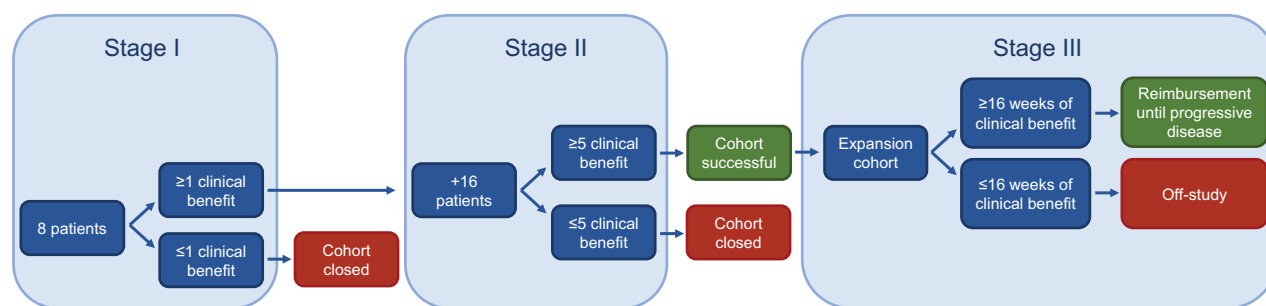 Stage I
8 patients
≥1 clinical
benefit
≤1 clinical
benefit
Cohort
closed
Stage II
+16
patients
≥5 clinical
benefit
≤5 clinical
benefit
Cohort
successful
Cohort
closed
Stage III
Expansion
cohort
≥16 weeks of
clinical benefit
≤16 weeks of
clinical benefit
Reimbursement
until progressive
disease
Off-study